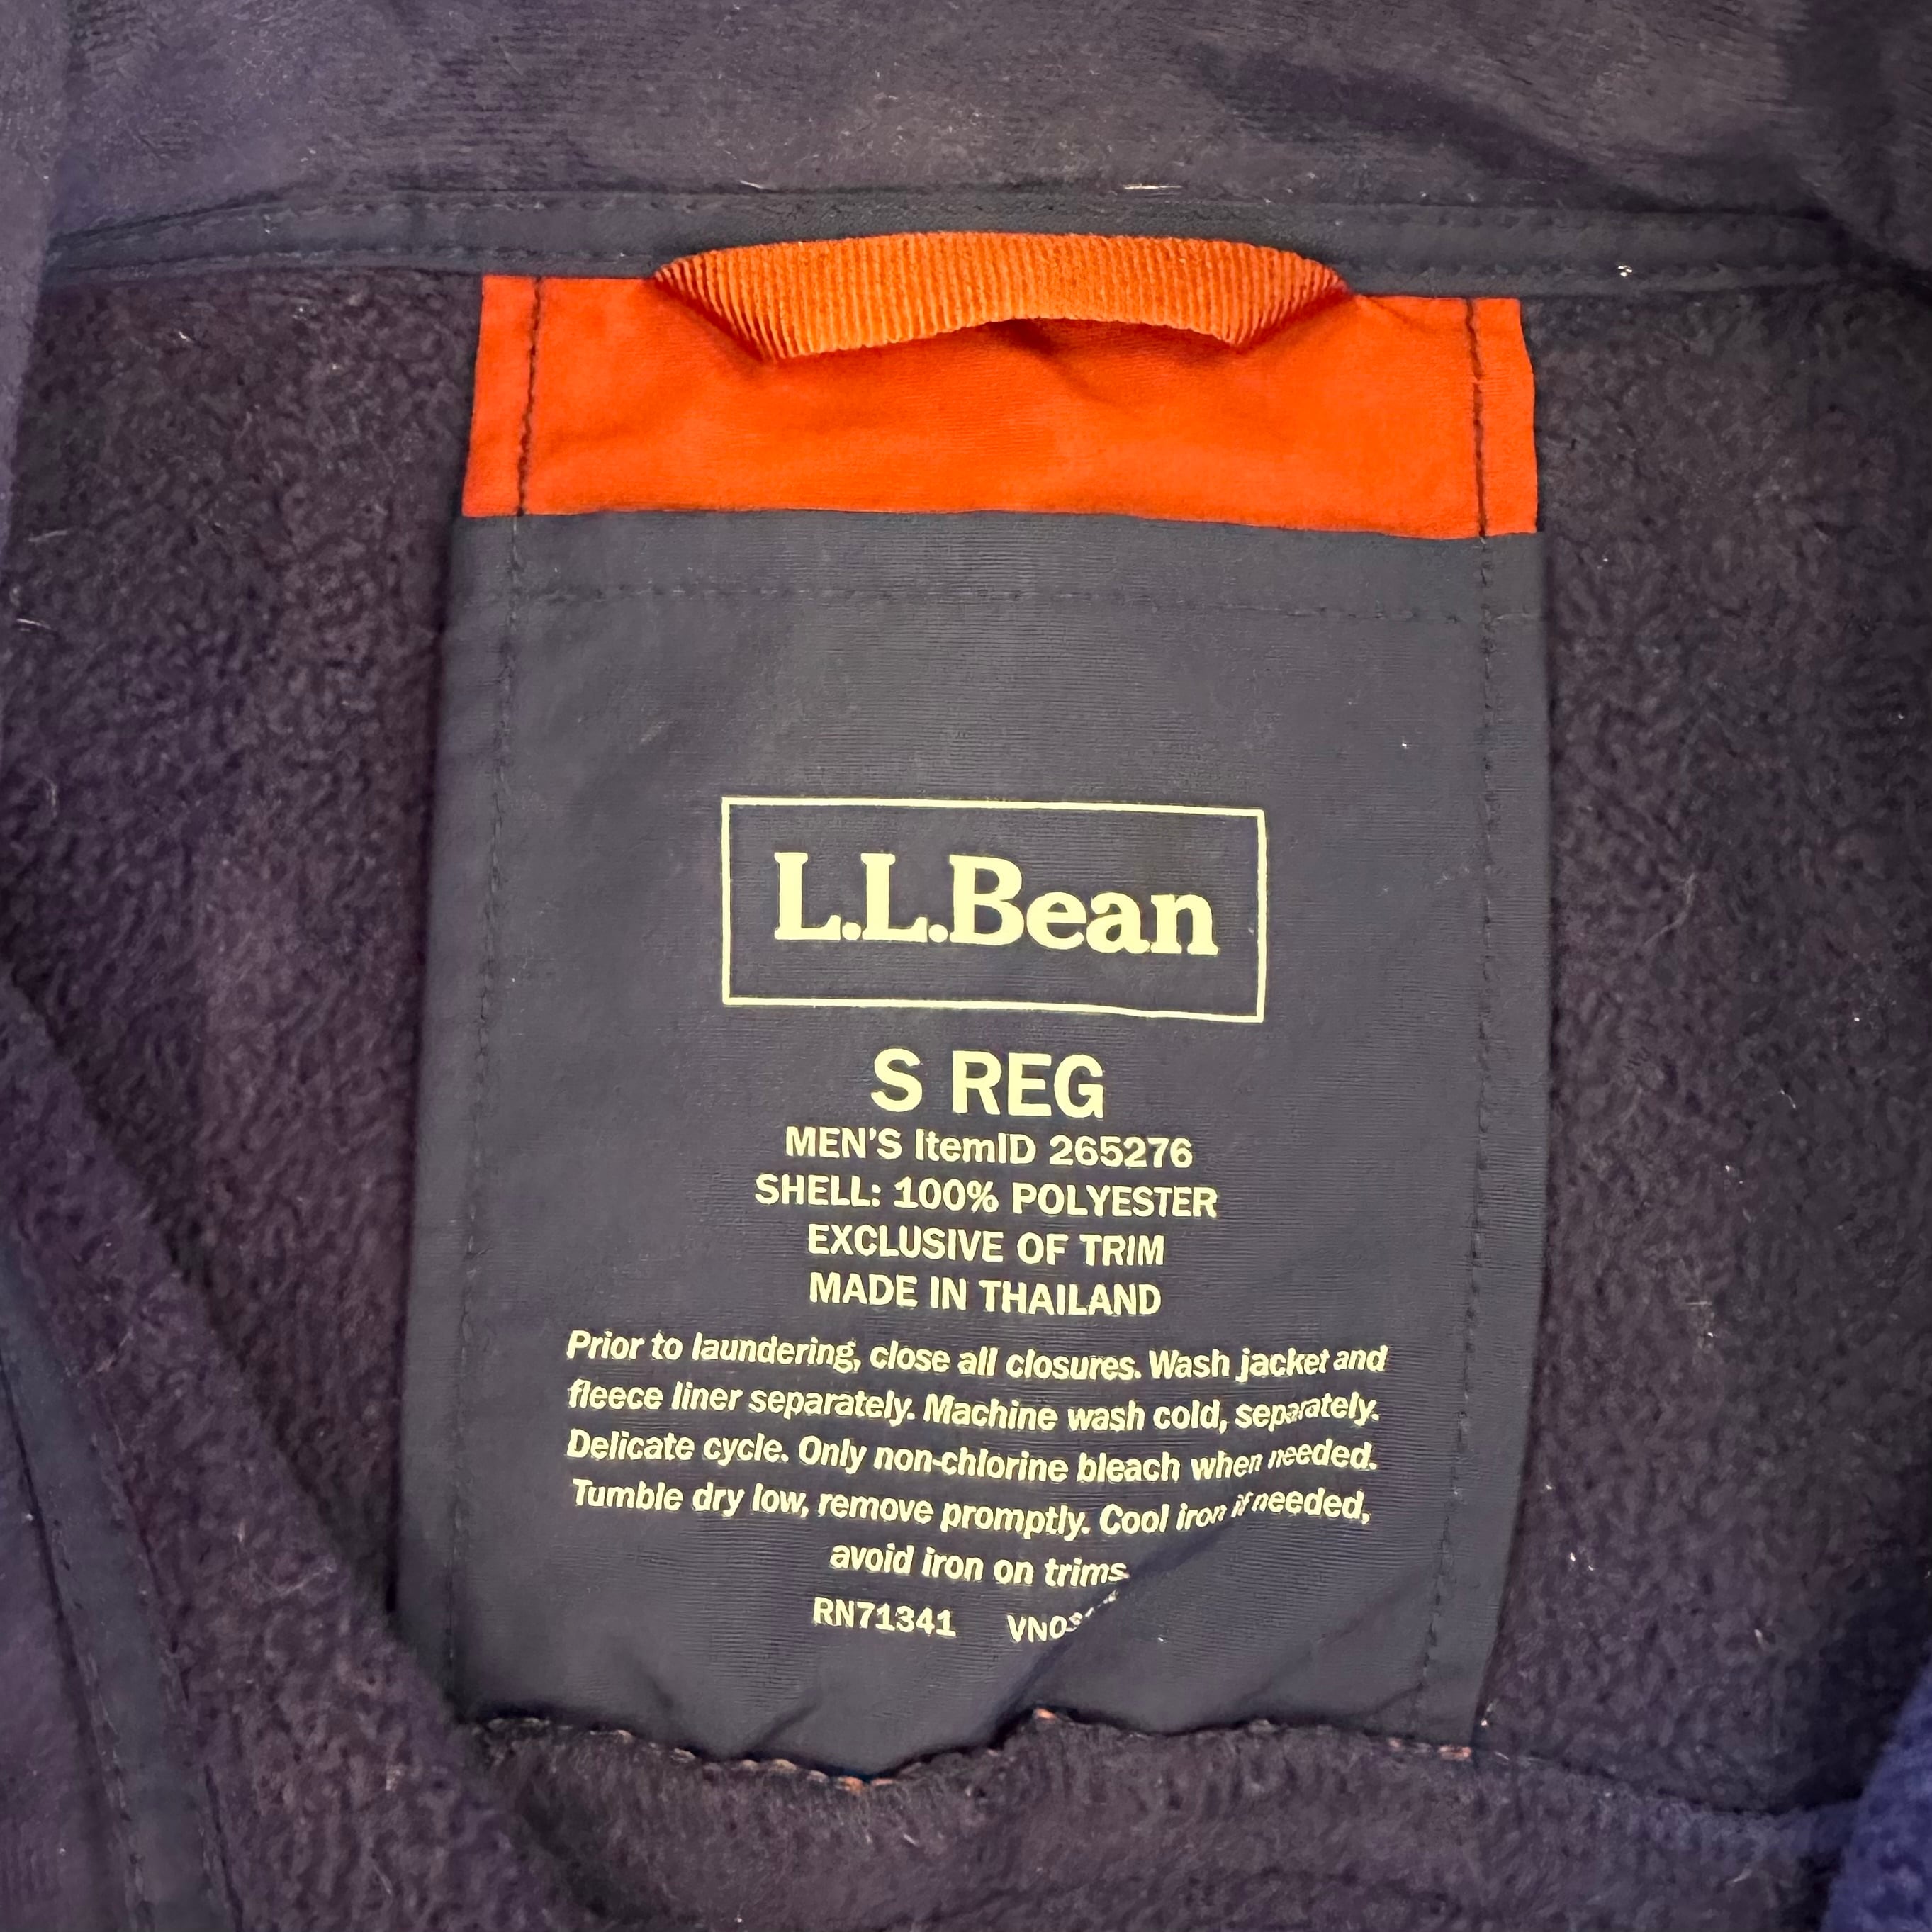 L.L.Bean
S REG
MEN'S ItemID 265276
SHELL: 100% POLYESTER
EXCLUSIVE OF TRIM
MADE IN THAILAND
Prior to laundering, close all closures. Wash jacket and
fleece liner separately. Machine wash cold, separately.
Delicate cycle. Only non-chlorine bleach when needed.
Tumble dry low, remove promptly. Cool iron if needed,
avoid iron on trims
RN71341